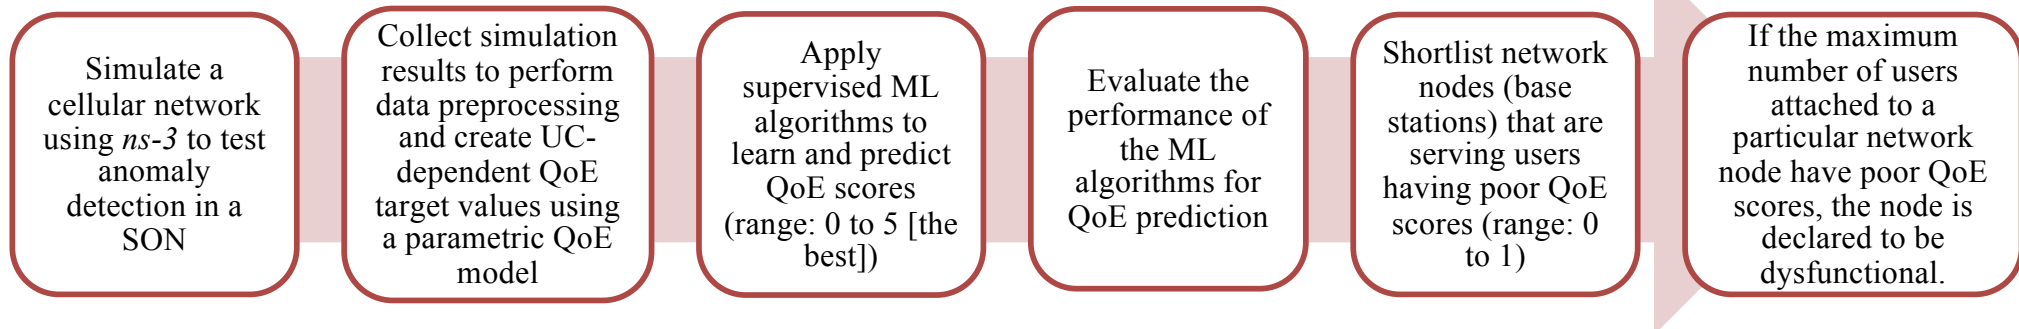 Simulate a
cellular network
using ns-3 to test
anomaly
detection in a
SON
Collect simulation
results to perform
data preprocessing
and create UC-
dependent QoE
target values using
a parametric QoE
model
Apply
supervised ML
algorithms to
learn and predict
QoE scores
(range: 0 to 5 [the
best])
Evaluate the
performance of
the ML
algorithms for
QoE prediction
Shortlist network
nodes (base
stations) that are
serving users
having poor QoE
scores (range: 0
to 1)
If the maximum
number of users
attached to a
particular network
node have poor QoE
scores, the node is
declared to be
dysfunctional.